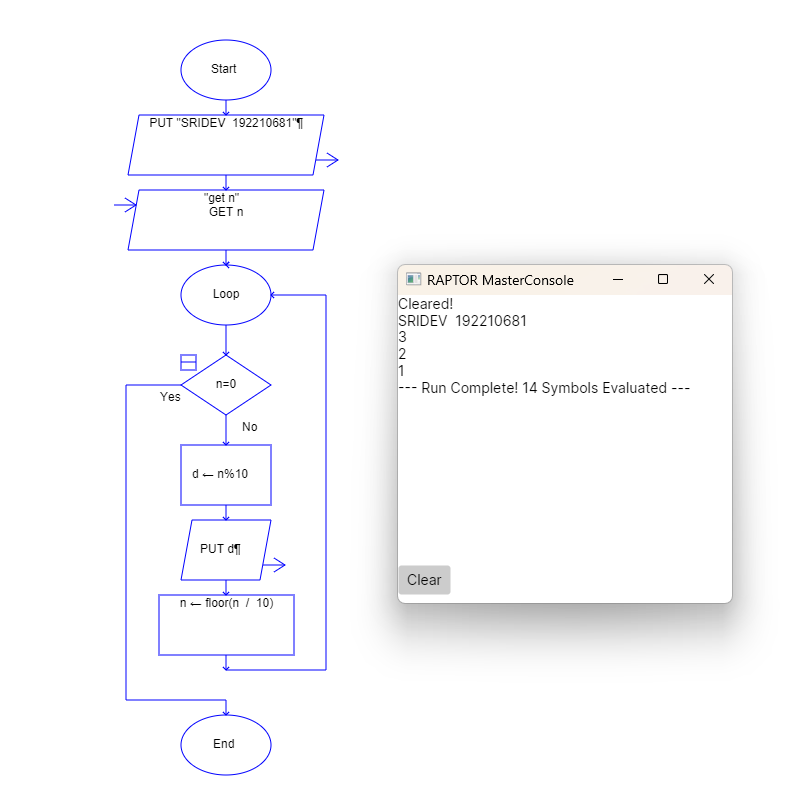 Start
PUT "SRIDEV  192210681"¶
"get n"
GET n
Loop
n=0
Yes
No
d ← n%10
PUT d¶
n ← floor(n  /  10)
End
RAPTOR MasterConsole
Cleared!
SRIDEV  192210681
3
2
1
--- Run Complete! 14 Symbols Evaluated ---
Clear